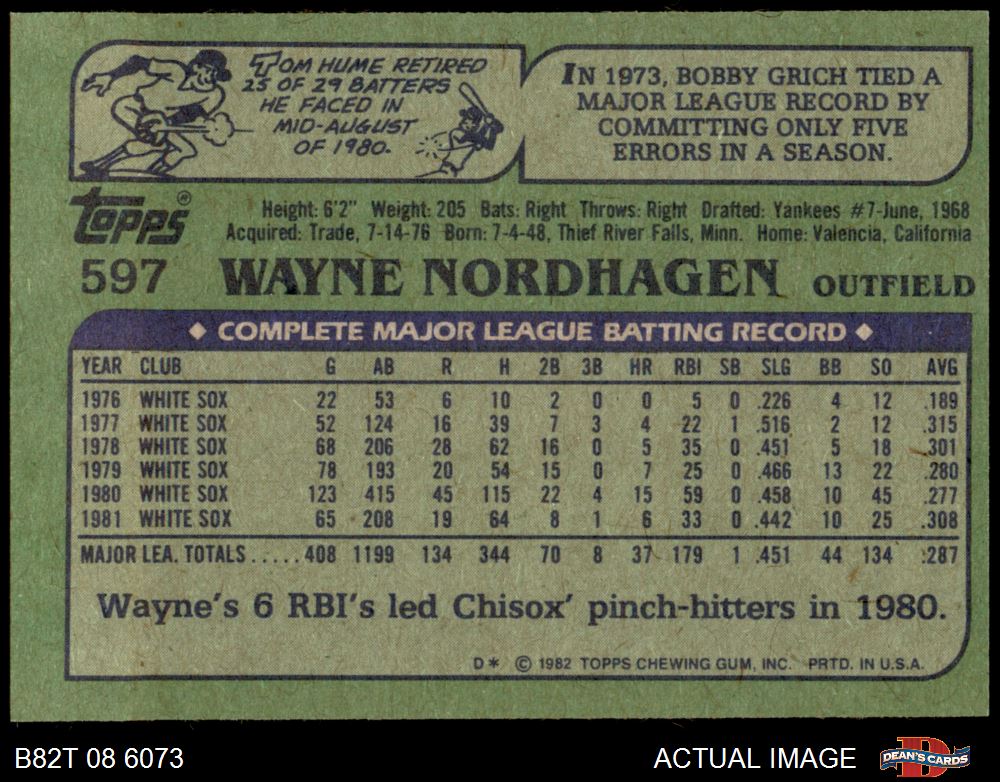 TOM HUME RETIRED
25 OF 29 BATTERS
HE FACED IN
MID-AUGUST
OF 1980.
IN 1973, BOBBY GRICH TIED A
MAJOR LEAGUE RECORD BY
COMMITTING ONLY FIVE
ERRORS IN A SEASON.
TOPPS®
Height: 6'2" Weight: 205 Bats: Right Throws: Right Drafted: Yankees #7-June, 1968
Acquired: Trade, 7-14-76 Born: 7-4-48, Thief River Falls, Minn. Home: Valencia, California
597 WAYNE NORDHAGEN OUTFIELD
◆ COMPLETE MAJOR LEAGUE BATTING RECORD ◆
YEAR CLUB G AB R H 2B 3B HR RBI SB SLG BB SO AVG
1976 WHITE SOX 22 53 6 10 2 0 0 5 0 .226 4 12 .189
1977 WHITE SOX 52 124 16 39 7 3 4 22 1 .516 2 12 .315
1978 WHITE SOX 68 206 28 62 16 0 5 35 0 .451 5 18 .301
1979 WHITE SOX 78 193 20 54 15 0 7 25 0 .466 13 22 .280
1980 WHITE SOX 123 415 45 115 22 4 15 59 0 .458 10 45 .277
1981 WHITE SOX 65 208 19 64 8 1 6 33 0 .442 10 25 .308
MAJOR LEA. TOTALS.....408 1199 134 344 70 8 37 179 1 .451 44 134 .287
Wayne's 6 RBI's led Chisox' pinch-hitters in 1980.
D* © 1982 TOPPS CHEWING GUM, INC. PRTD. IN U.S.A.
B82T 08 6073
ACTUAL IMAGE
DEAN'S CARDS